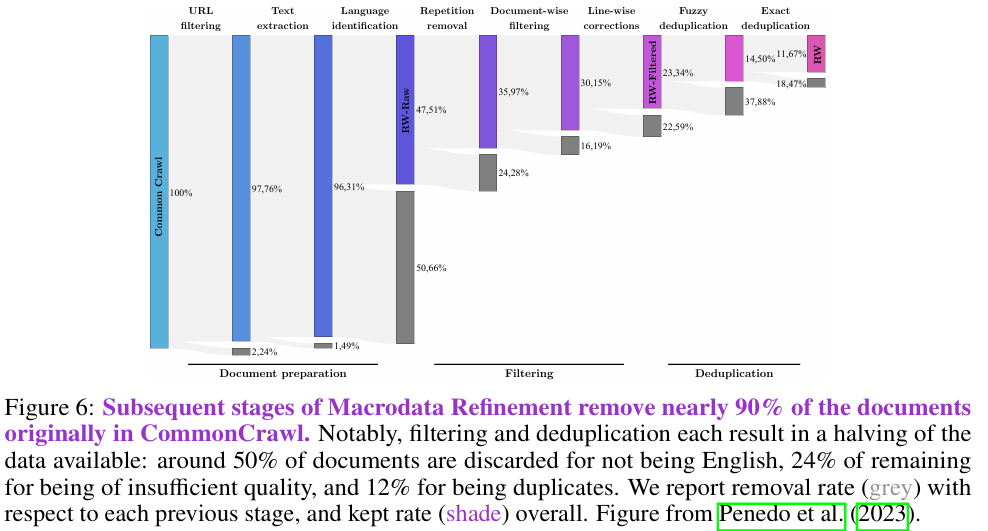 URL filtering
Text extraction
Language identification
Repetition removal
Document-wise filtering
Line-wise corrections
Fuzzy deduplication
Exact deduplication
Common Crawl
100%
97,76%
2,24%
96,31%
1,49%
RW-Raw
47,51%
50,66%
35,97%
24,28%
30,15%
16,19%
RW-Filtered
23,34%
22,59%
14,50%
37,88%
11,67%
18,47%
RW
Document preparation
Filtering
Deduplication
Figure 6: Subsequent stages of Macrodata Refinement remove nearly 90% of the documents
originally in CommonCrawl. Notably, filtering and deduplication each result in a halving of the
data available: around 50% of documents are discarded for not being English, 24% of remaining
for being of insufficient quality, and 12% for being duplicates. We report removal rate (grey) with
respect to each previous stage, and kept rate (shade) overall. Figure from Penedo et al. (2023).